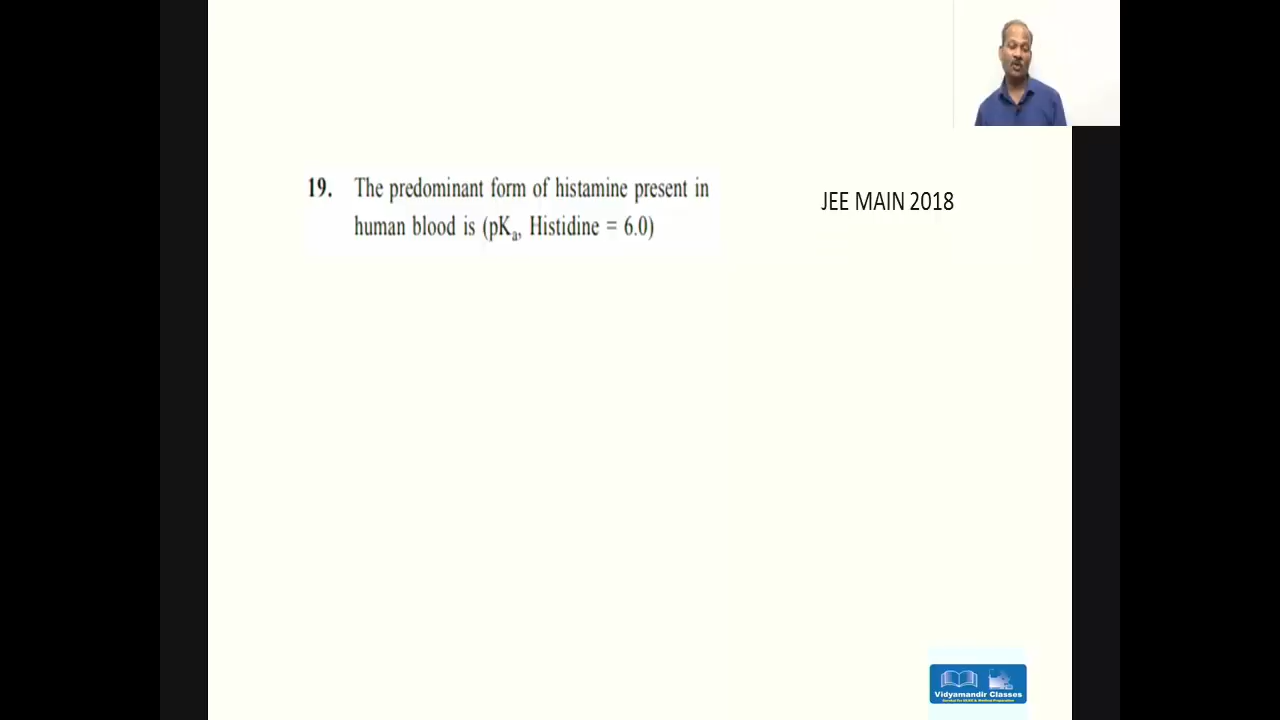 19. The predominant form of histamine present in
human blood is (pKa, Histidine = 6.0)
JEE MAIN 2018
Vidyamandir Classes